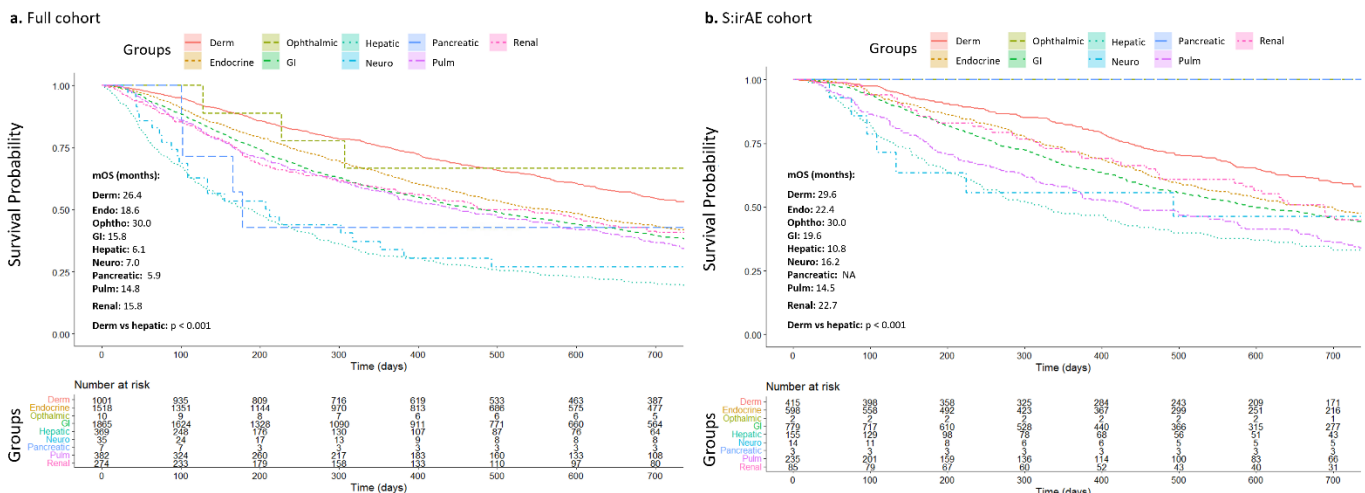 a. Full cohort
Groups
Derm Ophthalmic Hepatic Pancreatic Renal
Endocrine GI Neuro Pulm
Survival Probability
1.00
0.75
0.50
0.25
0.00
mOS (months):
Derm: 26.4
Endo: 18.6
Ophtho: 30.0
GI: 15.8
Hepatic: 6.1
Neuro: 7.0
Pancreatic: 5.9
Pulm: 14.8
Renal: 15.8
Derm vs hepatic: p < 0.001
0 100 200 300 400 500 600 700
Time (days)
Number at risk
Groups
Derm 1001 935 809 716 619 533 463 387
Endocrine 1518 1351 1144 970 813 686 575 477
Opthalmic 10 9 8 7 6 6 6 5
GI 1865 1624 1328 1090 911 771 660 564
Hepatic 369 248 176 130 107 87 76 64
Neuro 35 24 17 13 9 8 8 8
Pancreatic 7 7 3 3 3 3 3 3
Pulm 382 324 260 217 183 160 133 108
Renal 274 233 179 158 133 110 97 80
0 100 200 300 400 500 600 700
Time (days)
b. S:irAE cohort
Groups
Derm Ophthalmic Hepatic Pancreatic Renal
Endocrine GI Neuro Pulm
Survival Probability
1.00
0.75
0.50
0.25
0.00
mOS (months):
Derm: 29.6
Endo: 22.4
Ophtho: 30.0
GI: 19.6
Hepatic: 10.8
Neuro: 16.2
Pancreatic: NA
Pulm: 14.5
Renal: 22.7
Derm vs hepatic: p < 0.001
0 100 200 300 400 500 600 700
Time (days)
Number at risk
Groups
Derm 415 398 358 325 284 243 209 171
Endocrine 598 558 492 423 367 299 251 216
Opthalmic 2 2 2 2 2 2 2 1
GI 779 717 610 528 440 366 315 277
Hepatic 155 129 98 78 68 56 51 43
Neuro 14 11 8 6 6 5 5 5
Pancreatic 3 3 3 3 3 3 3 3
Pulm 235 201 159 136 114 100 83 66
Renal 85 79 67 60 52 43 40 31
0 100 200 300 400 500 600 700
Time (days)